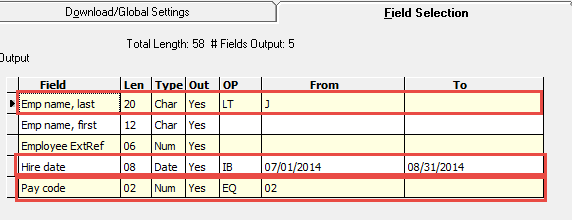 Download/Global Settings Field Selection
Total Length: 58 # Fields Output: 5
Output
Field Len Type Out OP From To
Emp name, last 20 Char Yes LT J
Emp name, first 12 Char Yes
Employee ExtRef 06 Num Yes
Hire date 08 Date Yes IB 07/01/2014 08/31/2014
Pay code 02 Num Yes EQ 02